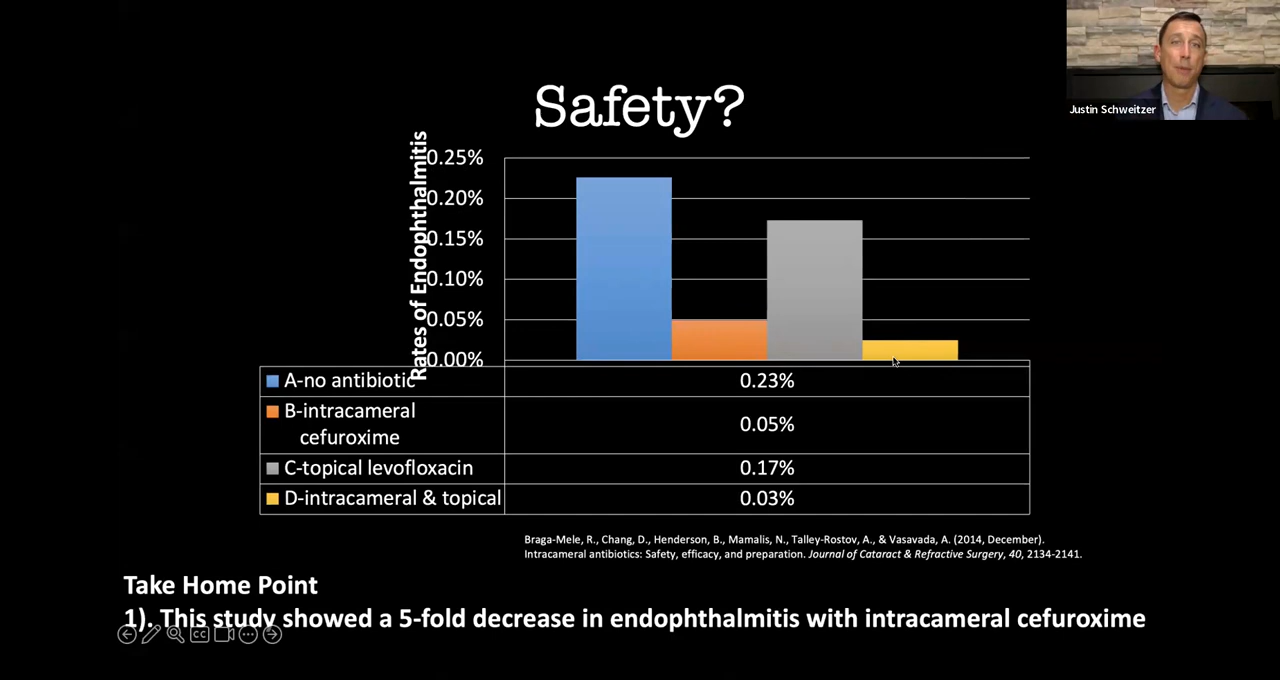 Justin Schweitzer
Safety?
Rates of Endophthalmitis
0.25%
0.20%
0.15%
0.10%
0.05%
0.00%
A-no antibiotic 0.23%
B-intracameral
cefuroxime 0.05%
C-topical levofloxacin 0.17%
D-intracameral & topical 0.03%
Braga-Mele, R., Chang, D., Henderson, B., Mamalis, N., Talley-Rostov, A., & Vasavada, A. (2014, December).
Intracameral antibiotics: Safety, efficacy, and preparation. Journal of Cataract & Refractive Surgery, 40, 2134-2141.
Take Home Point
1). This study showed a 5-fold decrease in endophthalmitis with intracameral cefuroxime
CC